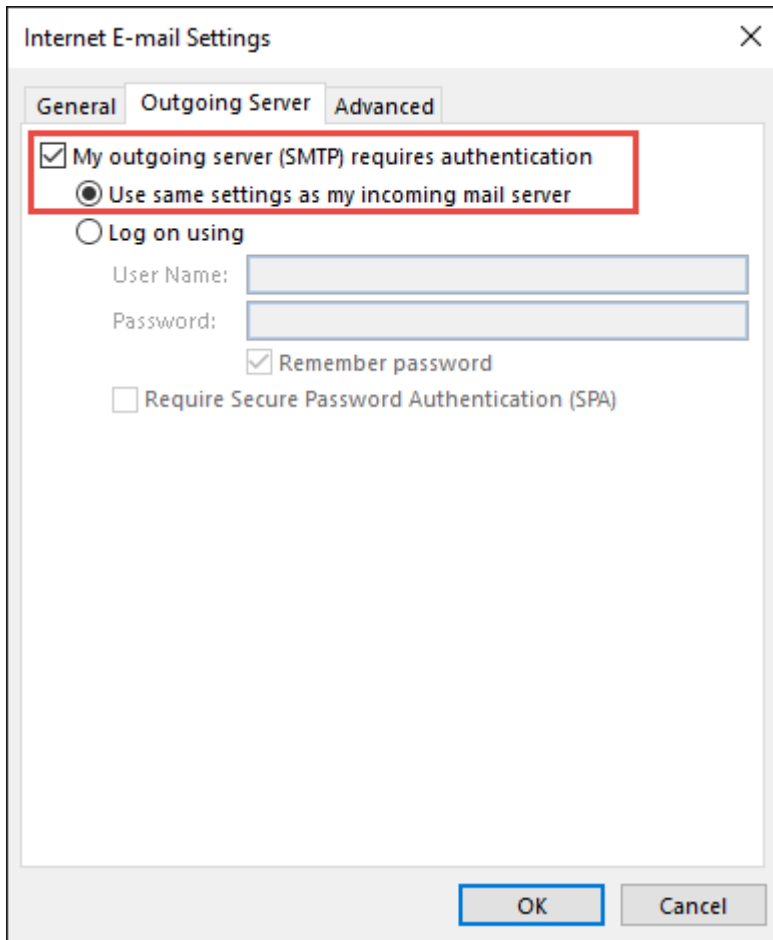 Internet E-mail Settings
General Outgoing Server Advanced
My outgoing server (SMTP) requires authentication
Use same settings as my incoming mail server
Log on using
User Name:
Password:
Remember password
Require Secure Password Authentication (SPA)
OK Cancel